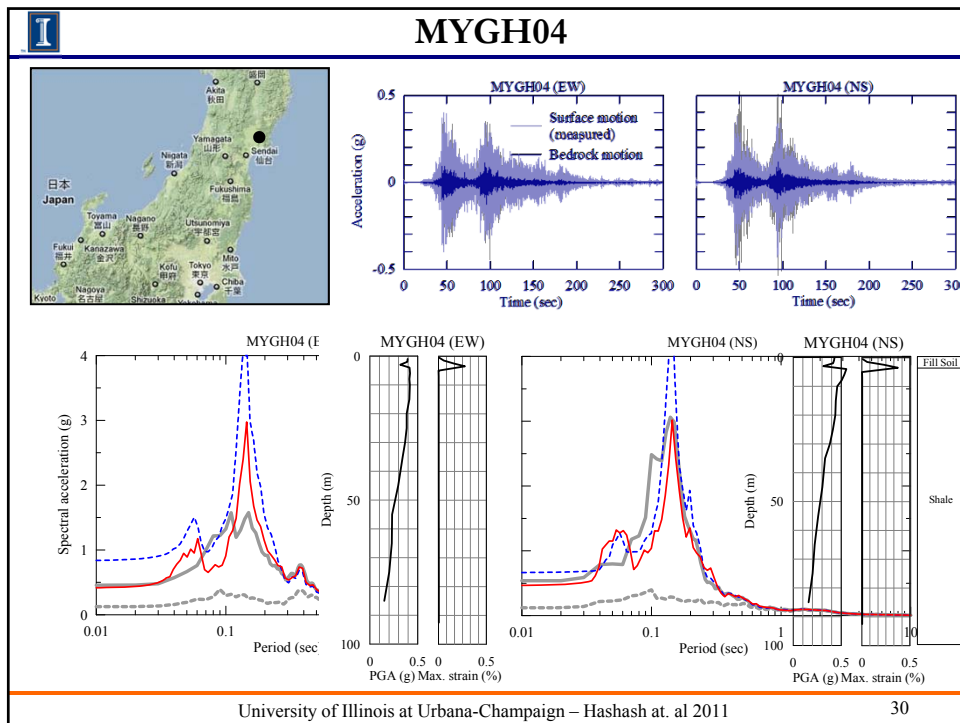 I
MYGH04
盛岡
Akita
秋田
Yamagata
山形
Sendai
仙台
Niigata
新潟
Fukushima
福島
日本
Japan
Toyama
富山
Nagano
長野
Utsunomiya
宇都宮
Fukui
福井
Kanazawa
金沢
Mito
水戸
Kofu
甲府
Tokyo
東京
Chiba
千葉
Kyoto
Nagoya
名古屋
Shizuoka
Yokohama
MYGH04 (EW)
0.5
0
-0.5
Acceleration (g)
Surface motion
(measured)
Bedrock motion
0 50 100 150 200 250 300
Time (sec)
MYGH04 (NS)
0 50 100 150 200 250 300
Time (sec)
MYGH04 (E
4
3
2
1
0
Spectral acceleration (g)
0.01 0.1
Period (sec)
MYGH04 (EW)
0
50
100
Depth (m)
0 0.5 0.5
PGA (g) Max. strain (%)
MYGH04 (NS)
0.01 0.1 1 10
Period (sec)
MYGH04 (NS)
0
50
100
Depth (m)
0 0.5 0 0.5
PGA (g) Max. strain (%)
Fill Soil
Shale
University of Illinois at Urbana-Champaign – Hashash at. al 2011
30